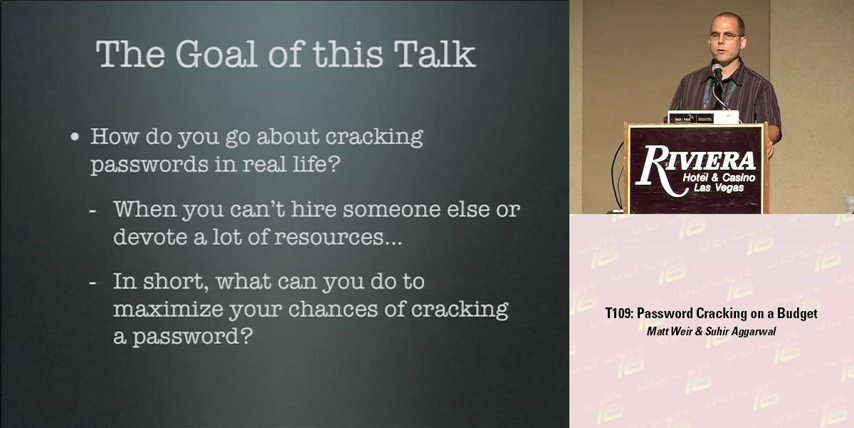 The Goal of this Talk
• How do you go about cracking
passwords in real life?
- When you can't hire someone else or
devote a lot of resources...
- In short, what can you do to
maximize your chances of cracking
a password?
RIVIERA
Hotel & Casino
Las Vegas
T109: Password Cracking on a Budget
Matt Weir & Suhir Aggarwal